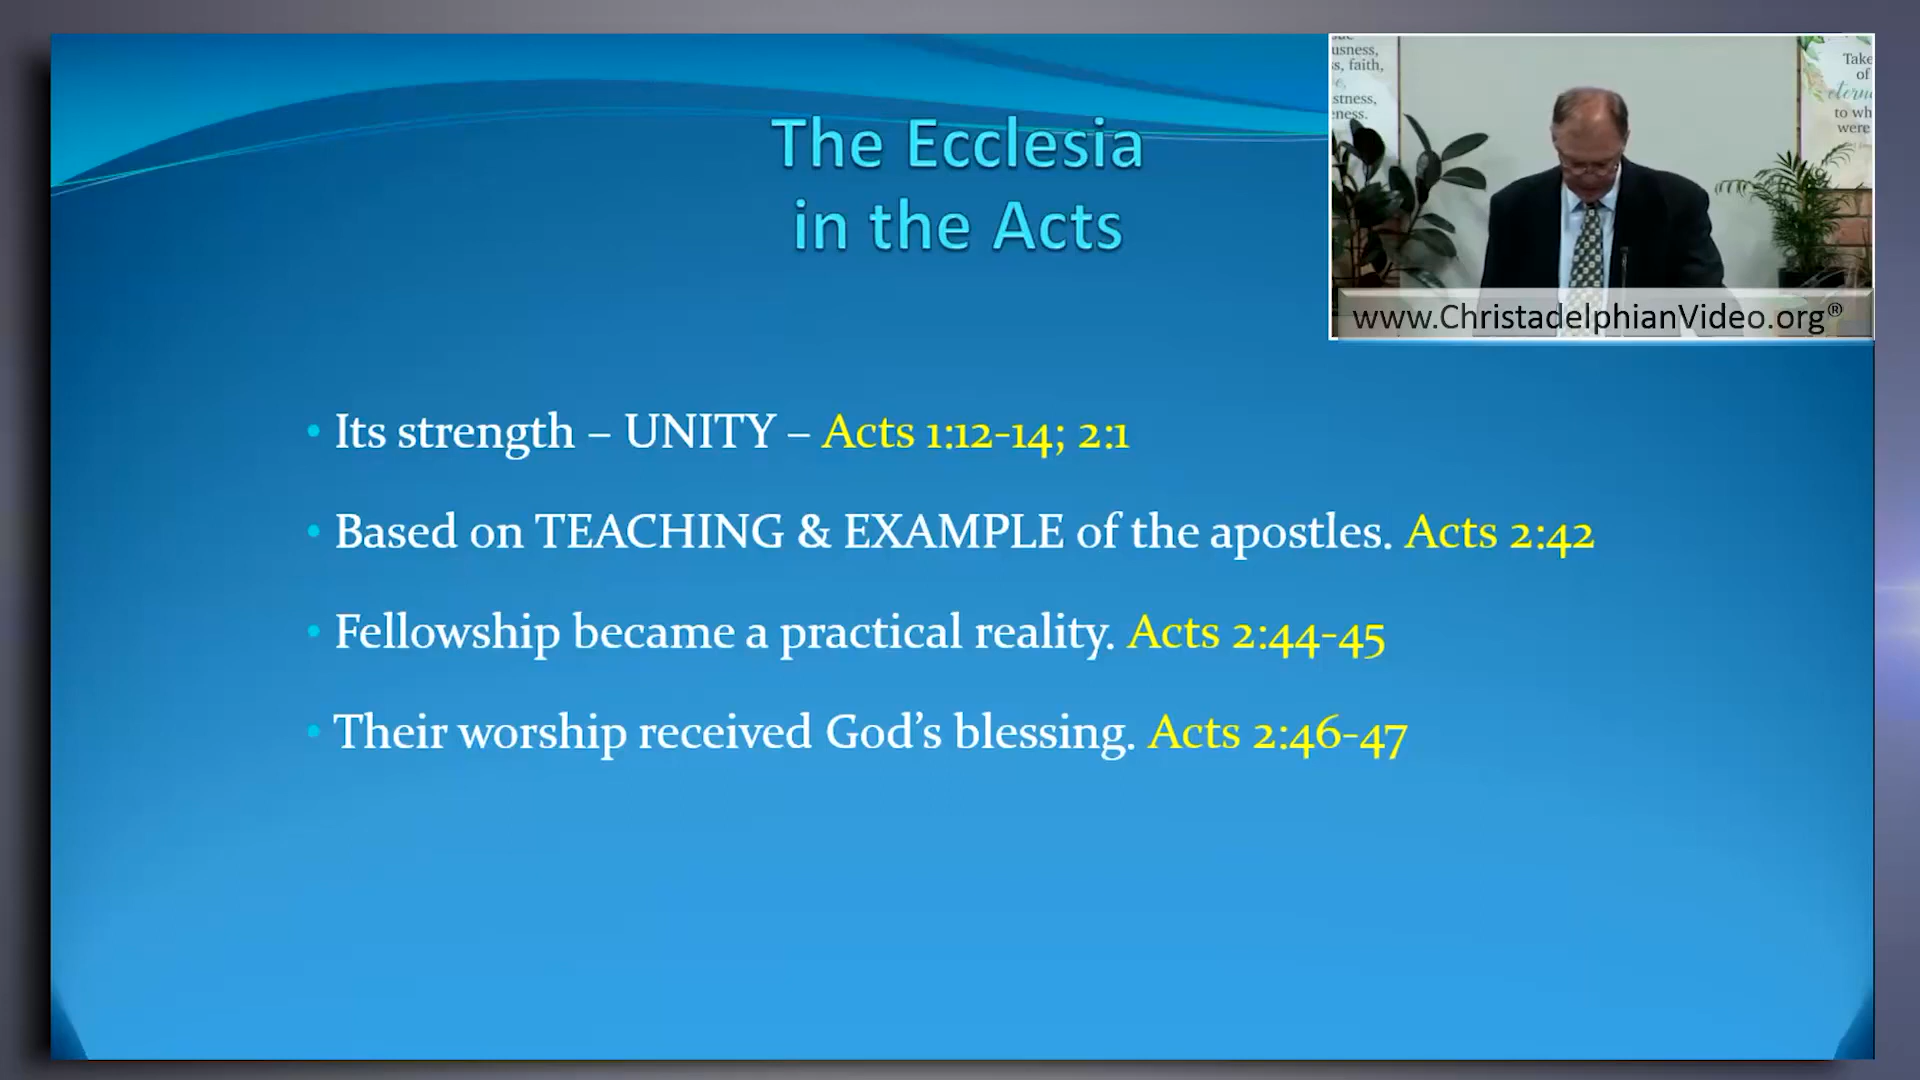 The Ecclesia
in the Acts
usness,
s, faith,
stness,
eness.
Take
of
etern
to wh
were
www.ChristadelphianVideo.org®
• Its strength – UNITY – Acts 1:12-14; 2:1
• Based on TEACHING & EXAMPLE of the apostles. Acts 2:42
• Fellowship became a practical reality. Acts 2:44-45
• Their worship received God's blessing. Acts 2:46-47